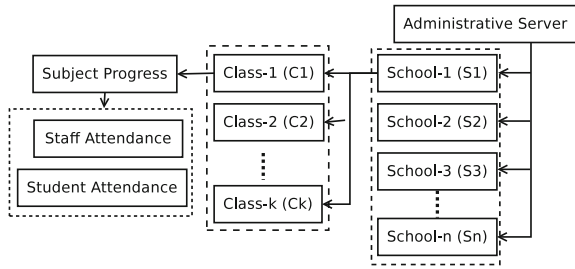 Administrative Server
Subject Progress
Class-1 (C1)
School-1 (S1)
Staff Attendance
Class-2 (C2)
School-2 (S2)
Student Attendance
School-3 (S3)
Class-k (Ck)
School-n (Sn)